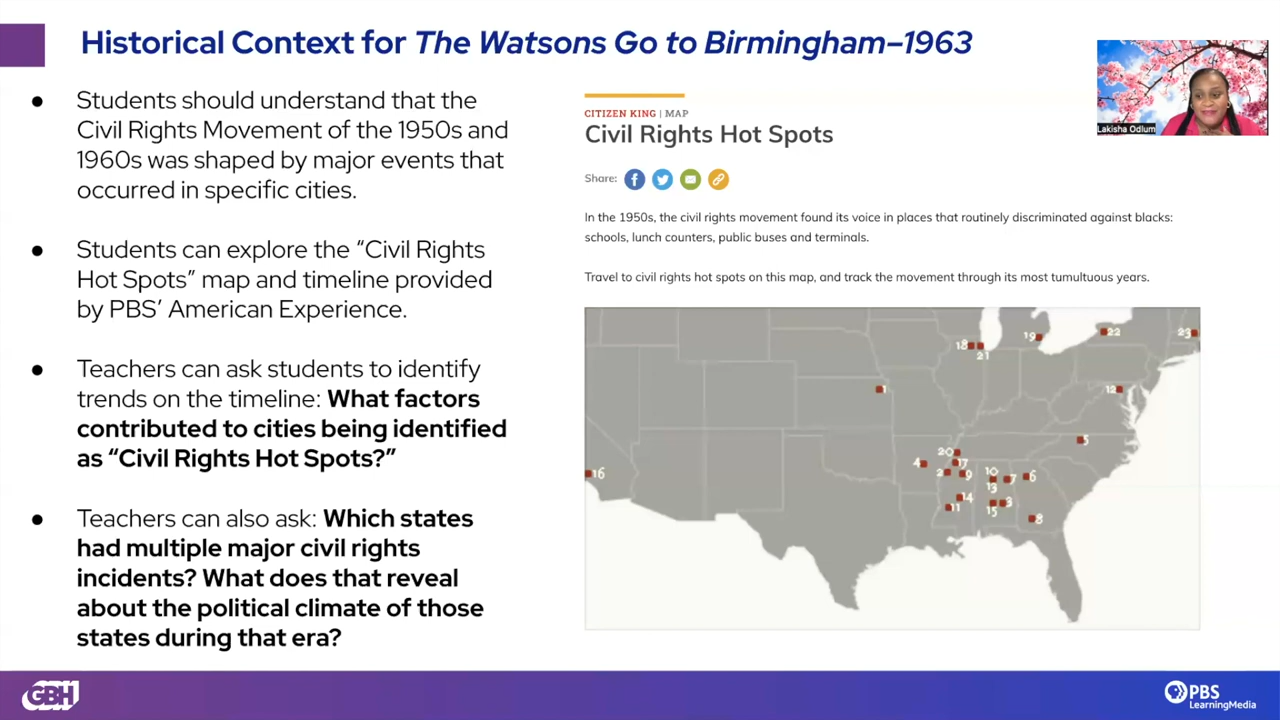 Historical Context for The Watsons Go to Birmingham–1963
● Students should understand that the
Civil Rights Movement of the 1950s and
1960s was shaped by major events that
occurred in specific cities.
● Students can explore the “Civil Rights
Hot Spots” map and timeline provided
by PBS’ American Experience.
● Teachers can ask students to identify
trends on the timeline: What factors
contributed to cities being identified
as “Civil Rights Hot Spots?”
● Teachers can also ask: Which states
had multiple major civil rights
incidents? What does that reveal
about the political climate of those
states during that era?
CITIZEN KING | MAP
Civil Rights Hot Spots
Share:
In the 1950s, the civil rights movement found its voice in places that routinely discriminated against blacks:
schools, lunch counters, public buses and terminals.
Travel to civil rights hot spots on this map, and track the movement through its most tumultuous years.
18
21
19
22
23
1
12
5
20
17
4
2
9
10
13
7
6
16
14
11
15
3
8
Lakisha Odlum
GBH
PBS
LearningMedia